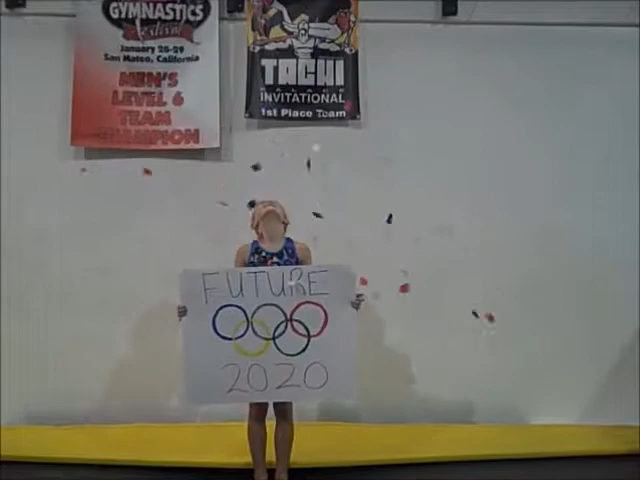 GYMNASTICS
Festival
January 26-29
San Mateo, California
MEN'S
LEVEL 6
TEAM
CHAMPION
TACHI
PALACE
INVITATIONAL
1st Place Team
FUTURE
2020